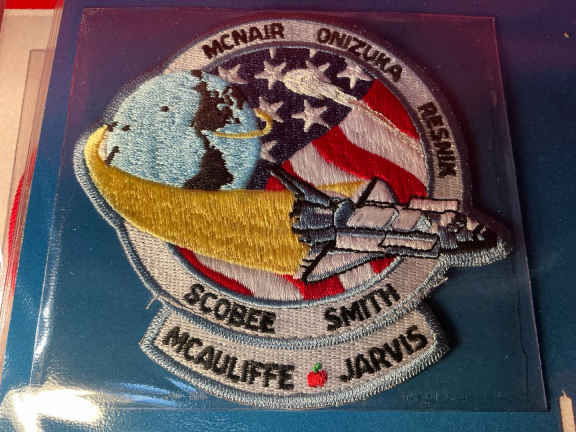 MCNAIR ONIZUKA RESNIK
SCOBEE SMITH
MCAULIFFE JARVIS